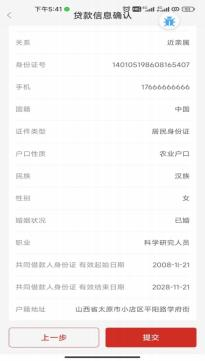 下午5:41
贷款信息确认
关系 近亲属
身份证号 140105198608165407
手机 17666666666
国籍 中国
证件类型 居民身份证
户口性质 农业户口
民族 汉族
性别 女
婚姻状况 已婚
职业 科学研究人员
共同借款人身份证 有效起始日期 2008-11-21
共同借款人身份证 有效结束日期 2028-11-21
户籍地址 山西省太原市小店区平阳路学府街
上一步 提交